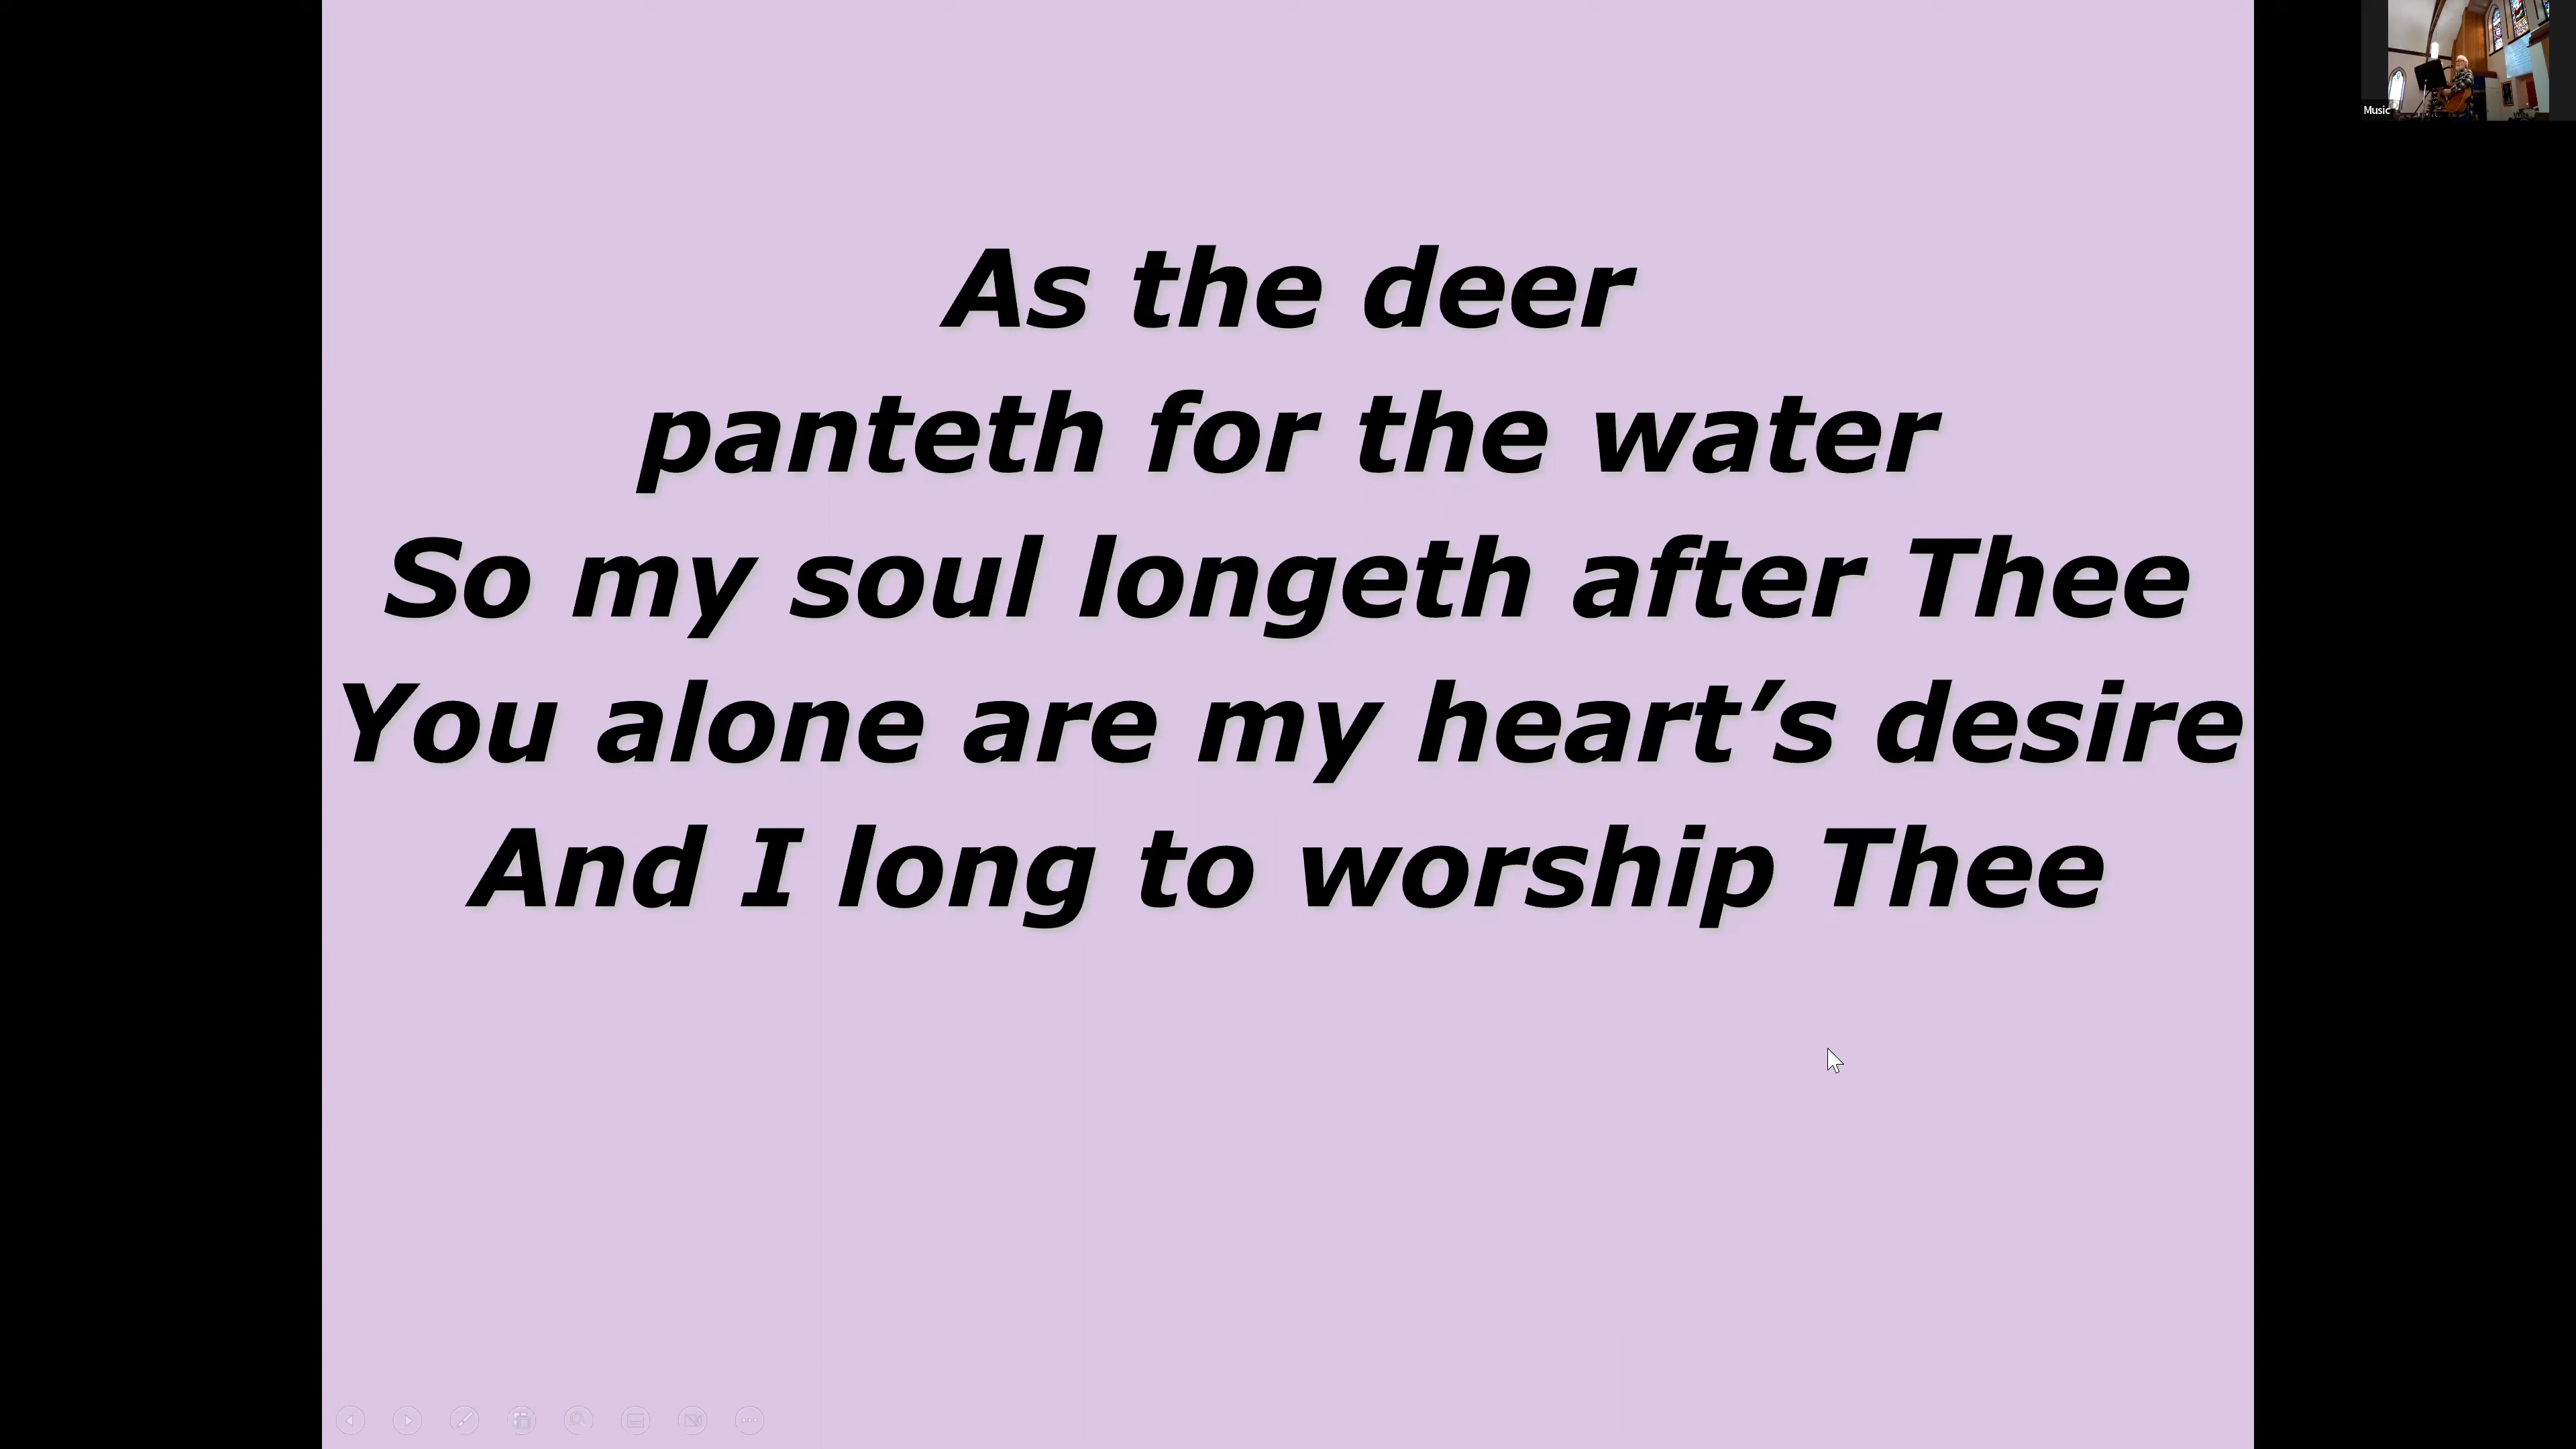 As the deer
panteth for the water
So my soul longeth after Thee
You alone are my heart’s desire
And I long to worship Thee
Music